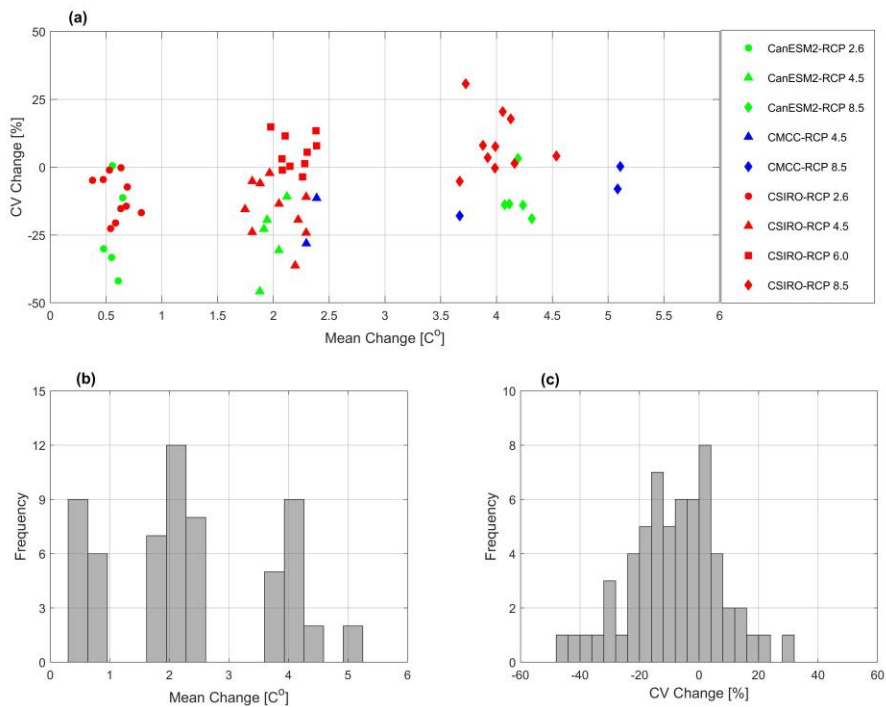 (a)
50
25
0
-25
-50
CV Change [%]
0 0.5 1 1.5 2 2.5 3 3.5 4 4.5 5 5.5 6
Mean Change [C^o]
CanESM2-RCP 2.6
CanESM2-RCP 4.5
CanESM2-RCP 8.5
CMCC-RCP 4.5
CMCC-RCP 8.5
CSIRO-RCP 2.6
CSIRO-RCP 4.5
CSIRO-RCP 6.0
CSIRO-RCP 8.5
(b)
15
12
9
6
3
0
Frequency
0 1 2 3 4 5 6
Mean Change [C^o]
(c)
10
8
6
4
2
0
Frequency
-60 -40 -20 0 20 40 60
CV Change [%]